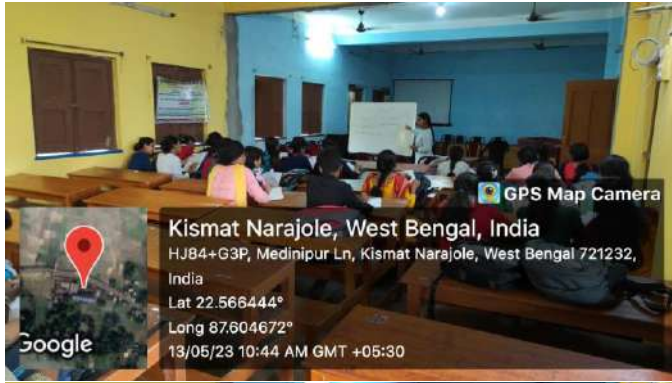 GPS Map Camera
Kismat Narajole, West Bengal, India
HJ84+G3P, Medinipur Ln, Kismat Narajole, West Bengal 721232,
India
Lat 22.566444°
Long 87.604672°
13/05/23 10:44 AM GMT +05:30
Google